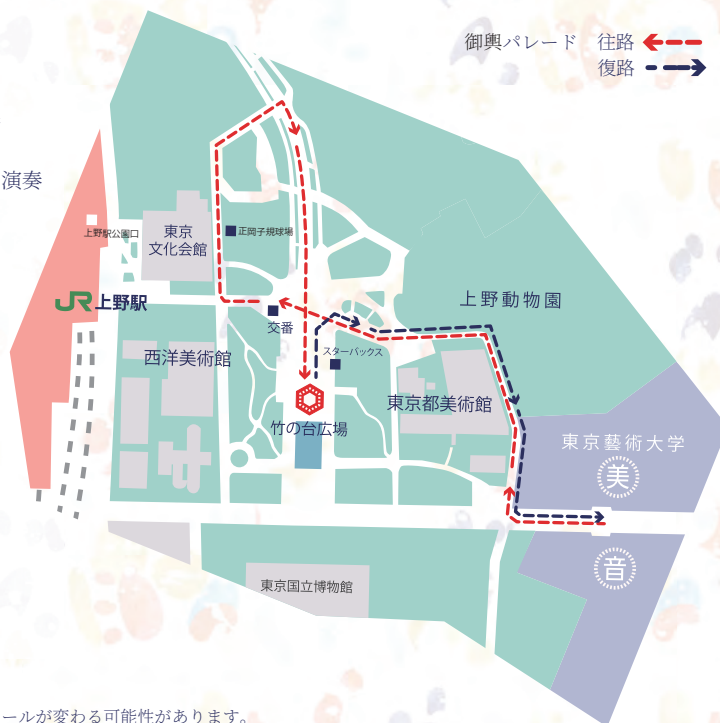 御輿パレード 往路
復路
演奏
上野駅公園口
東京
文化会館
正岡子規球場
上野動物園
JR上野駅
交番
スターバックス
西洋美術館
東京都美術館
竹の台広場
東京藝術大学
美
音
東京国立博物館
ールが変わる可能性があります。